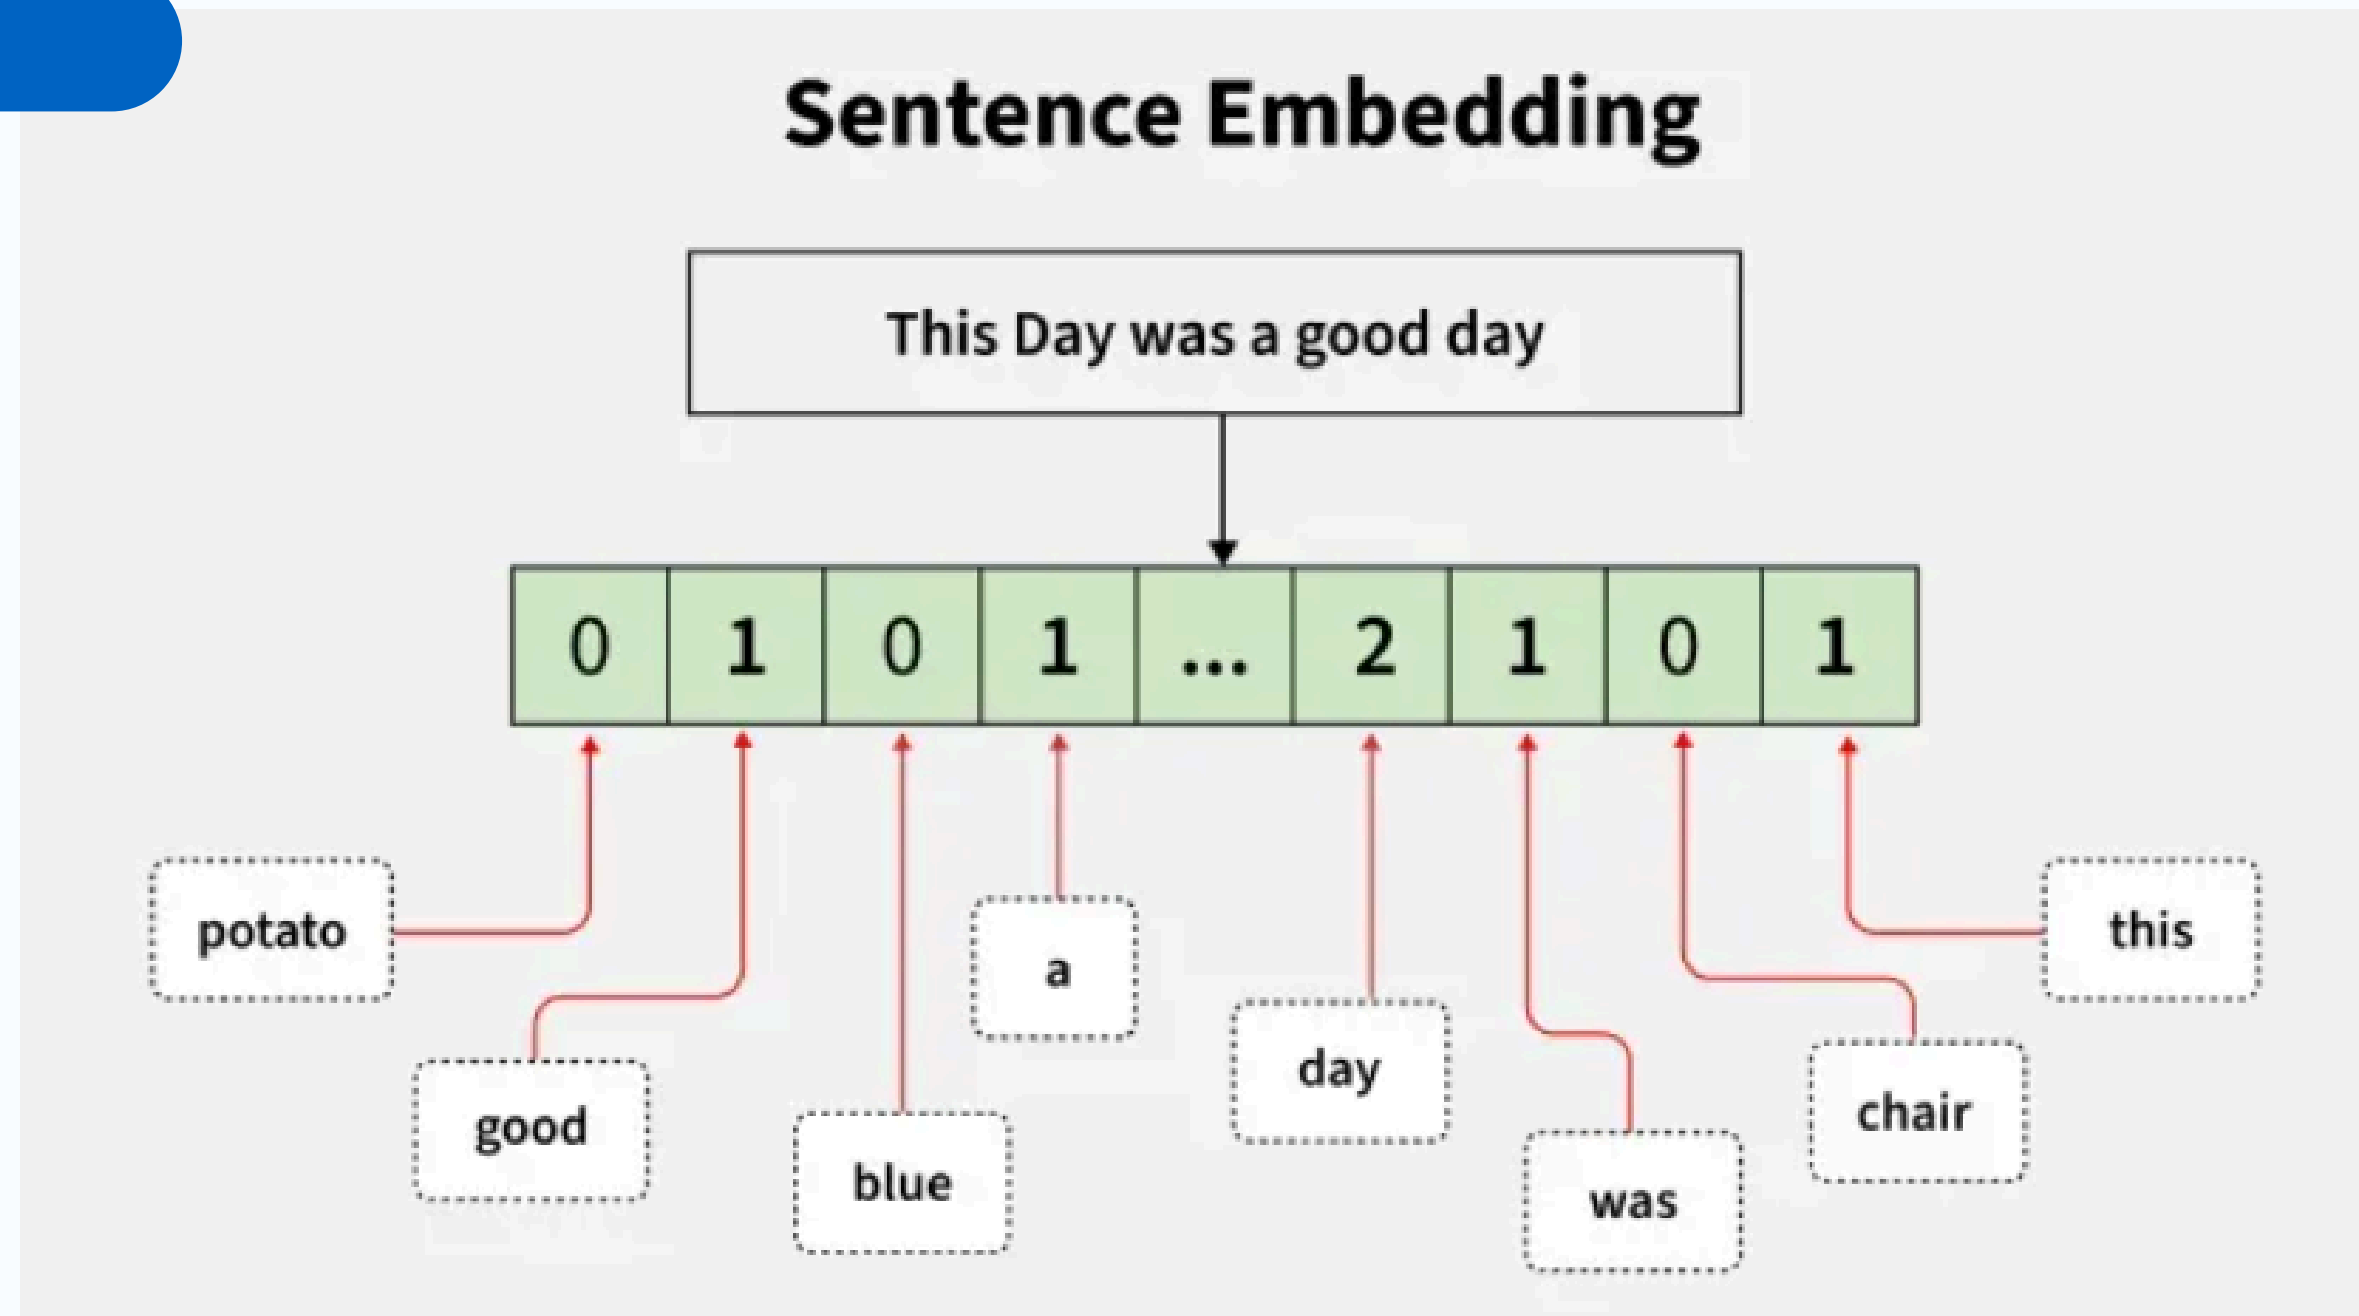 Sentence Embedding
This Day was a good day
0 1 0 1 ... 2 1 0 1
potato
this
a
day
chair
good
blue
was